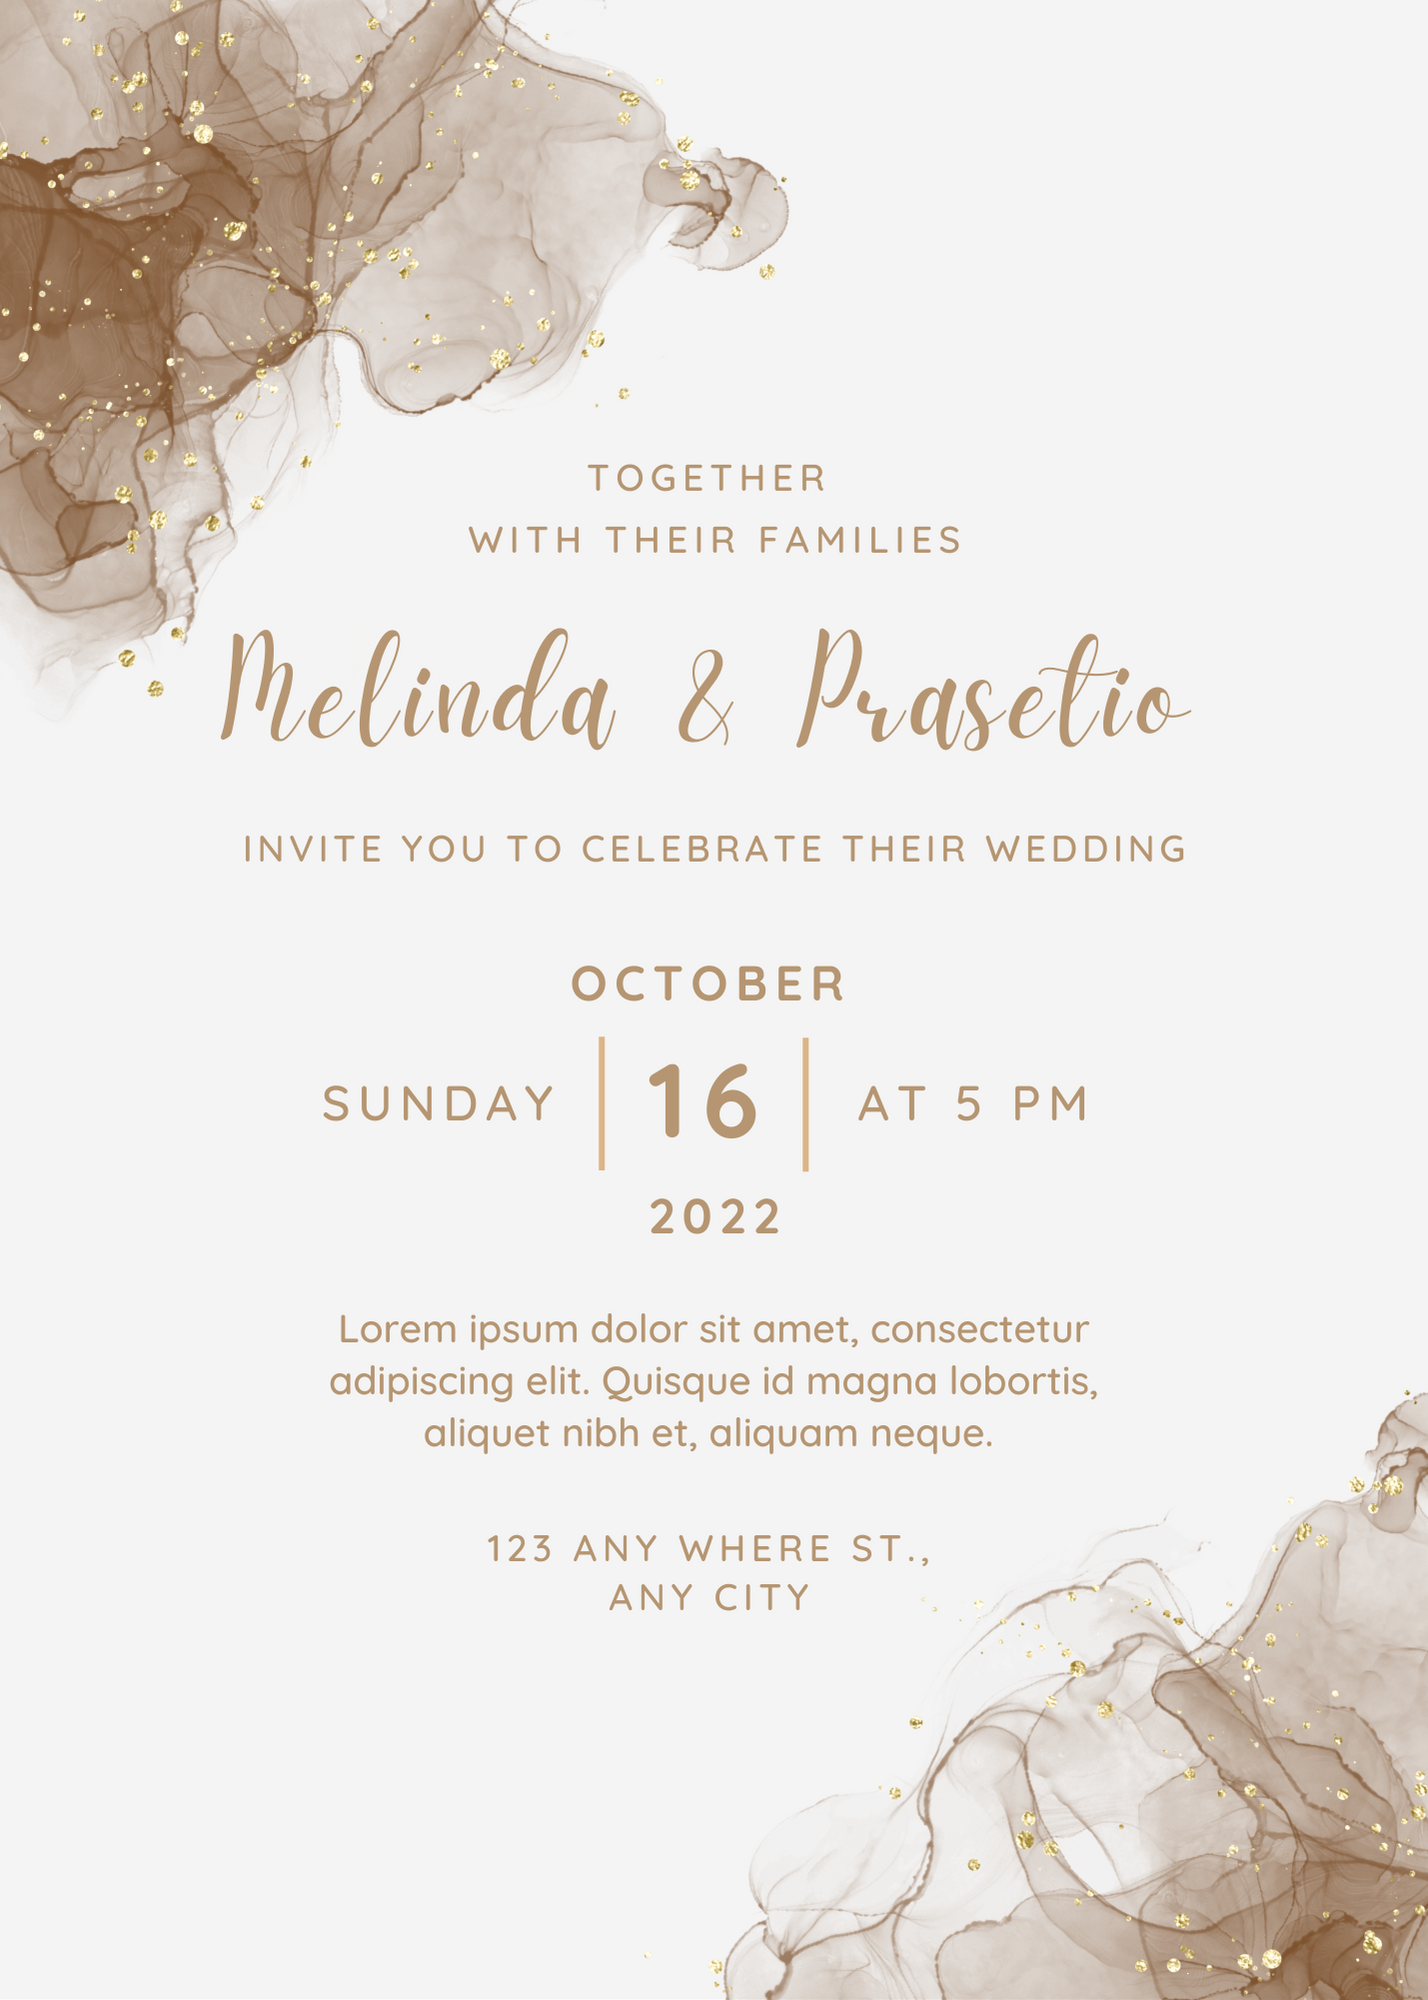 TOGETHER
WITH THEIR FAMILIES
Melinda & Prasetio
INVITE YOU TO CELEBRATE THEIR WEDDING
OCTOBER
SUNDAY 16 AT 5 PM
2022
Lorem ipsum dolor sit amet, consectetur
adipiscing elit. Quisque id magna lobortis,
aliquet nibh et, aliquam neque.
123 ANY WHERE ST.,
ANY CITY